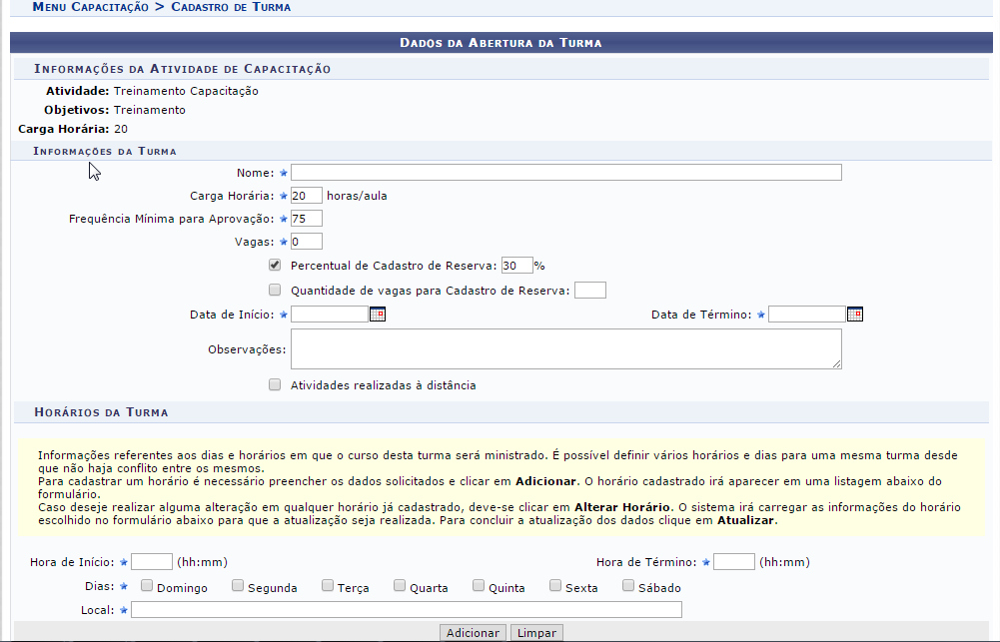 Menu Capacitação > Cadastro de Turma
Dados da Abertura da Turma
Informações da Atividade de Capacitação
Atividade: Treinamento Capacitação
Objetivos: Treinamento
Carga Horária: 20
Informações da Turma
Nome:
Carga Horária: 20 horas/aula
Frequência Mínima para Aprovação: 75
Vagas: 0
Percentual de Cadastro de Reserva: 30 %
Quantidade de vagas para Cadastro de Reserva:
Data de Início: Data de Término:
Observações:
Atividades realizadas à distância
Horários da Turma
Informações referentes aos dias e horários em que o curso desta turma será ministrado. É possível definir vários horários e dias para uma mesma turma desde
que não haja conflito entre os mesmos.
Para cadastrar um horário é necessário preencher os dados solicitados e clicar em Adicionar. O horário cadastrado irá aparecer em uma listagem abaixo do
formulário.
Caso deseje realizar alguma alteração em qualquer horário já cadastrado, deve-se clicar em Alterar Horário. O sistema irá carregar as informações do horário
escolhido no formulário abaixo para que a atualização seja realizada. Para concluir a atualização dos dados clique em Atualizar.
Hora de Início: (hh:mm) Hora de Término: (hh:mm)
Dias: Domingo Segunda Terça Quarta Quinta Sexta Sábado
Local:
Adicionar Limpar